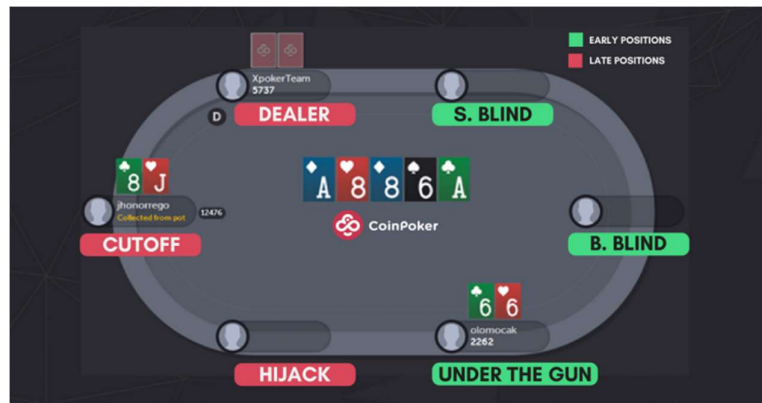 EARLY POSITIONS
LATE POSITIONS
XpokerTeam
5737
D
DEALER
S. BLIND
8 J
A 8 8 6 A
jhonorrego
Collected from pot
12476
CUTOFF
CoinPoker
B. BLIND
6 6
olomocak
2262
HIJACK
UNDER THE GUN